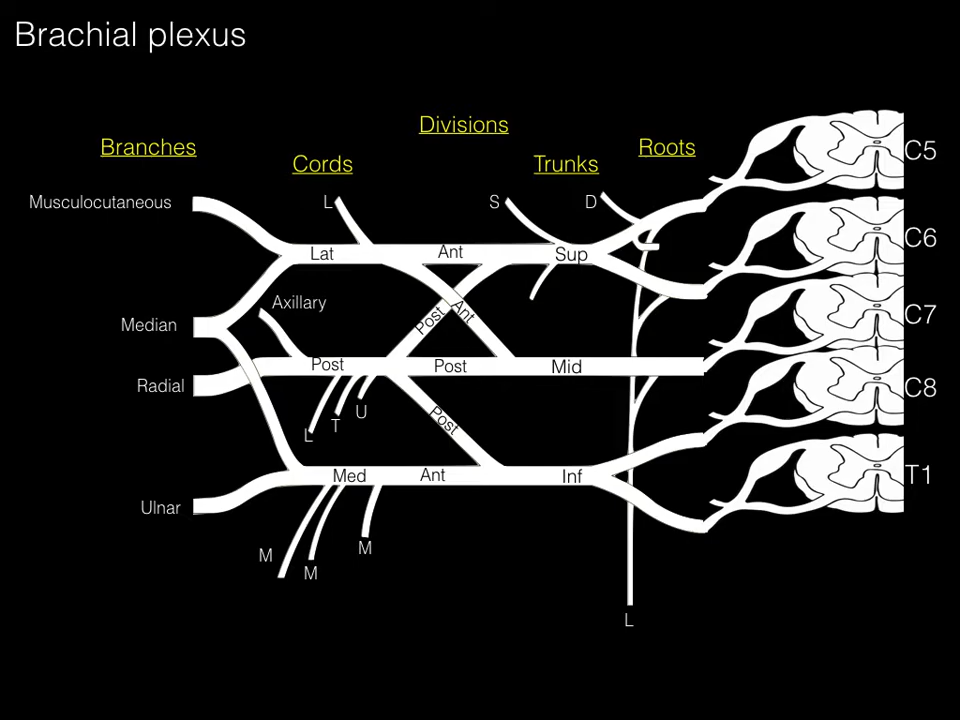 Brachial plexus
Divisions
Branches
Cords
Trunks
Roots
C5
Musculocutaneous
L
S
D
C6
Lat
Ant
Sup
Axillary
Post
Ant
C7
Median
Post
Post
Mid
Radial
C8
U
T
L
Post
Med
Ant
Inf
T1
Ulnar
M
M
M
L